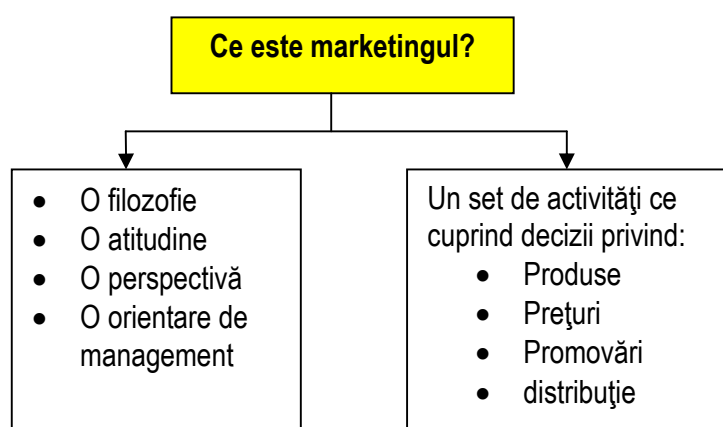 Ce este marketingul?
• O filozofie
• O atitudine
• O perspectivă
• O orientare de
management
Un set de activităţi ce
cuprind decizii privind:
• Produse
• Preţuri
• Promovări
• distribuţie